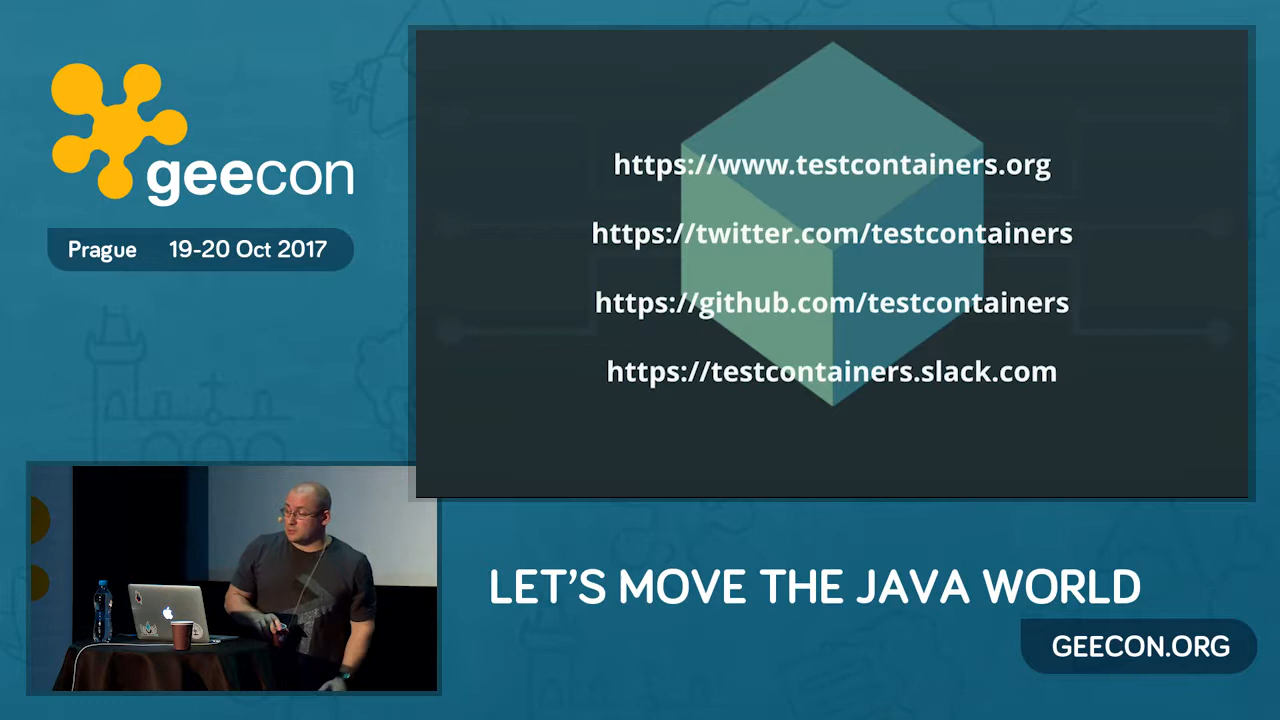 geecon
Prague 19-20 Oct 2017
https://www.testcontainers.org
https://twitter.com/testcontainers
https://github.com/testcontainers
https://testcontainers.slack.com
LET’S MOVE THE JAVA WORLD
GEECON.ORG